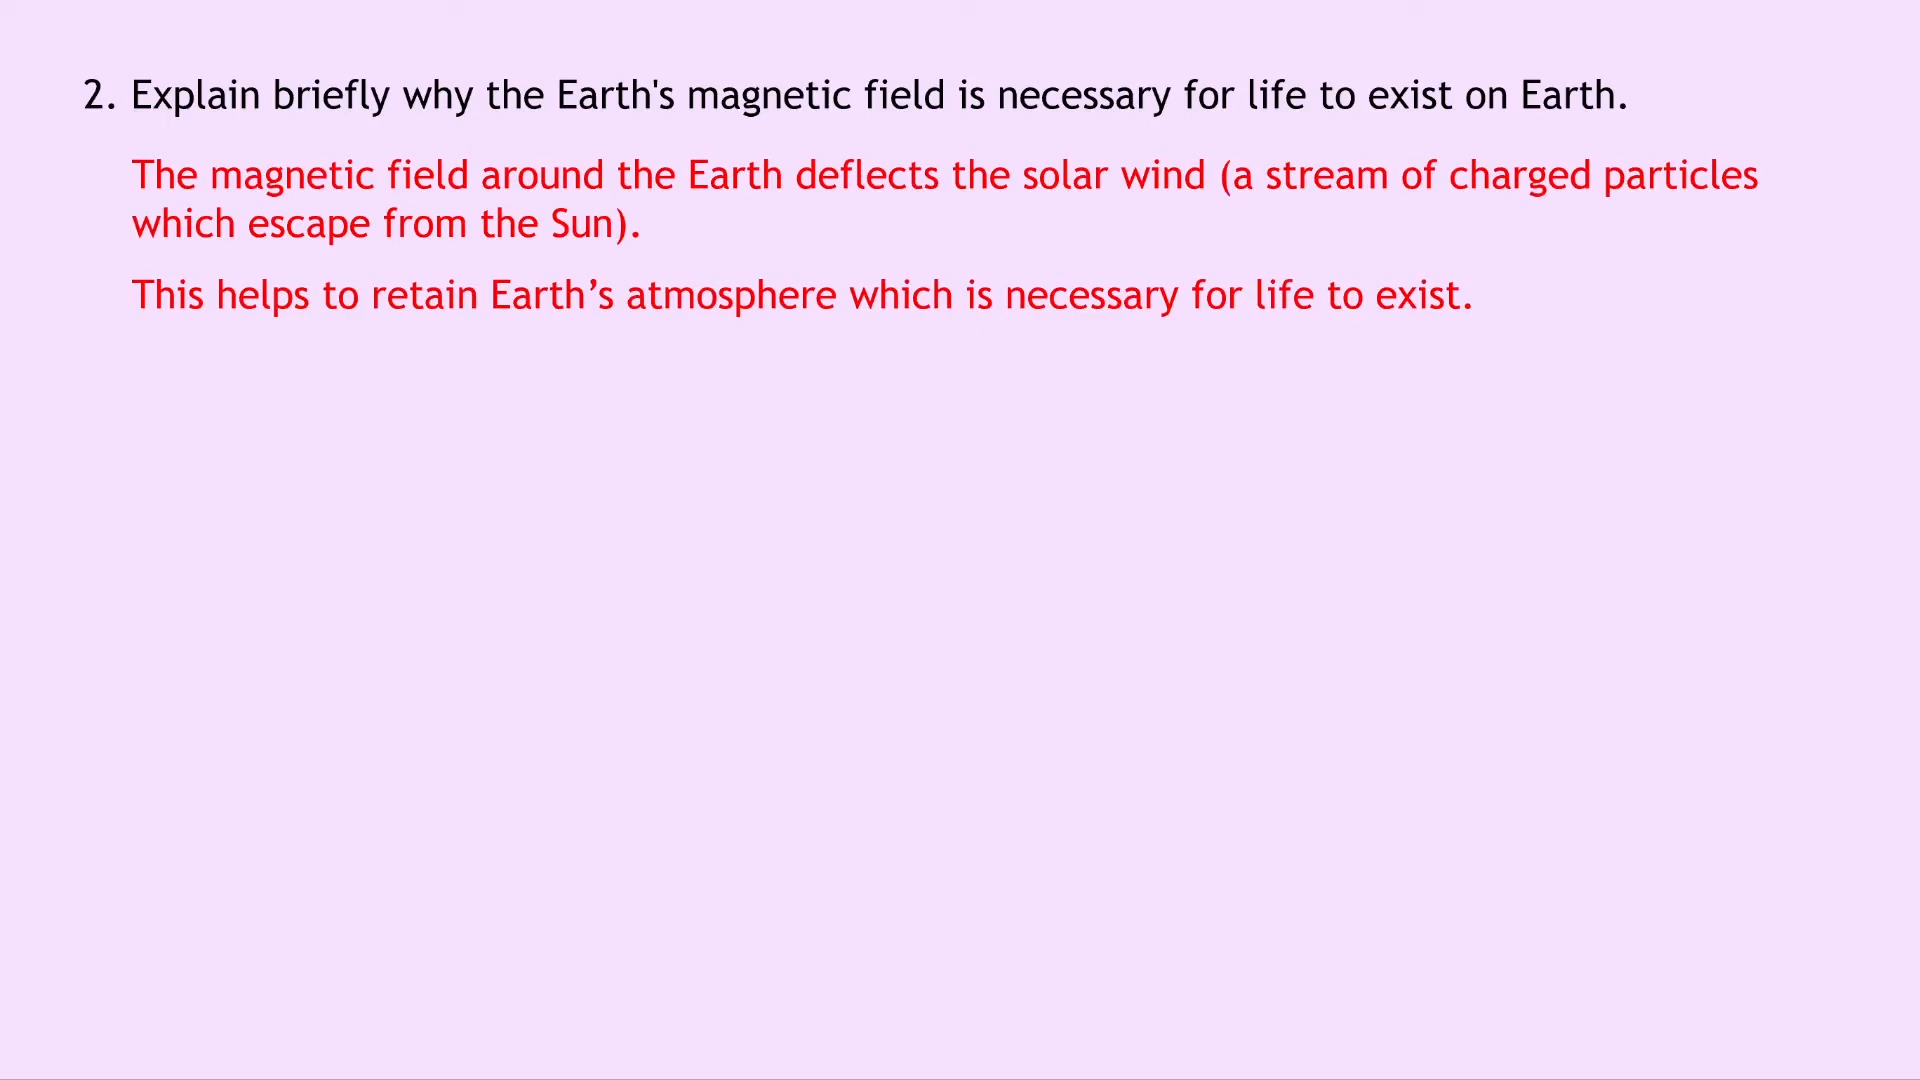 2. Explain briefly why the Earth's magnetic field is necessary for life to exist on Earth.
The magnetic field around the Earth deflects the solar wind (a stream of charged particles
which escape from the Sun).
This helps to retain Earth’s atmosphere which is necessary for life to exist.